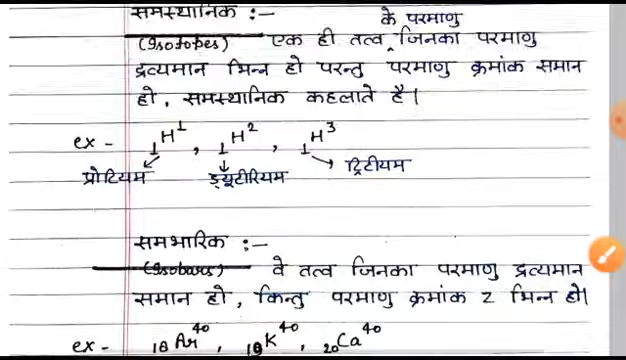 समस्थानिक :—
के परमाणु
(Isotopes) एक ही तत्व जिनका परमाणु
द्रव्यमान भिन्न हो परन्तु परमाणु क्रमांक समान
हो, समस्थानिक कहलाते है।
ex - ₁H¹, ₁H², ₁H³
प्रोटियम ड्यूटीरियम ट्रिटीयम
समभारिक :—
(Isobars) वे तत्व जिनका परमाणु द्रव्यमान
समान हो, किन्तु परमाणु क्रमांक Z भिन्न हो।
ex - ₁₈Ar⁴⁰, ₁₉K⁴⁰, ₂₀Ca⁴⁰